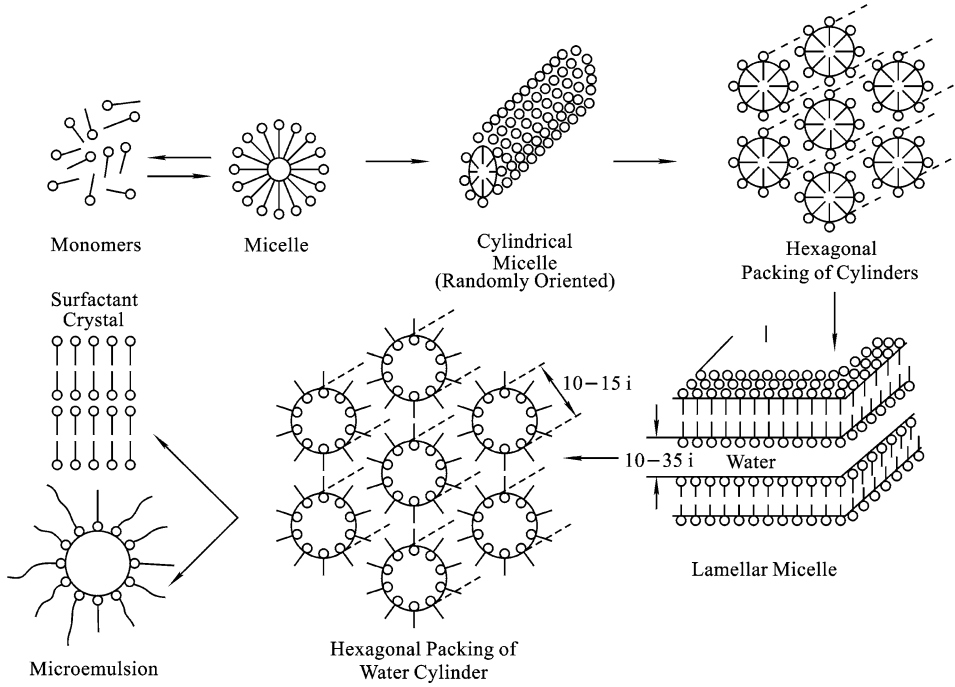 Monomers
Micelle
Cylindrical
Micelle
(Randomly Oriented)
Hexagonal
Packing of Cylinders
Surfactant
Crystal
10−15 i
10−35 i
Water
Lamellar Micelle
Hexagonal Packing of
Water Cylinder
Microemulsion